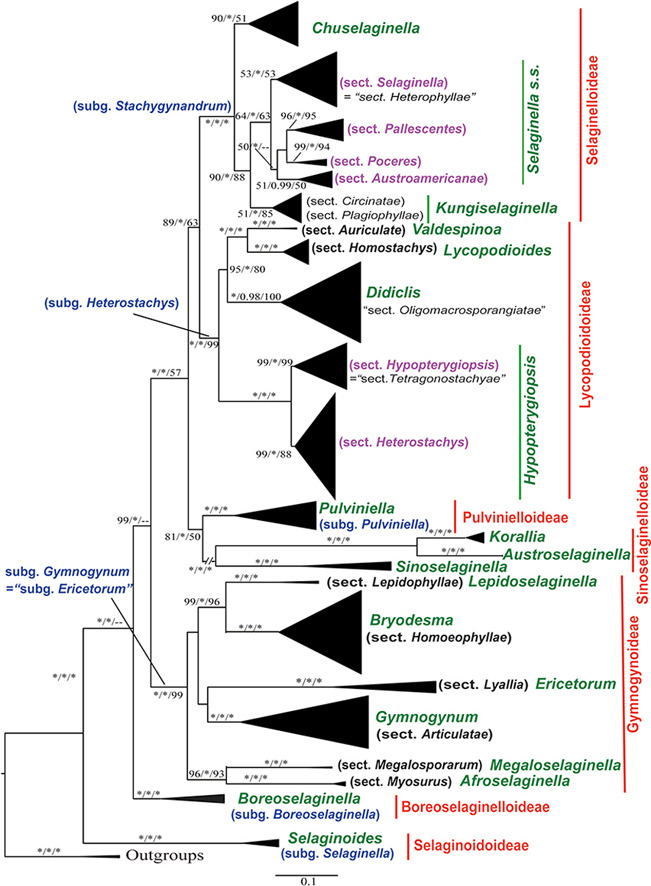 90/*/51
Chuselaginella
53/*/53
(sect. Selaginella)
= “sect. Heterophyllae”
(subg. Stachygynandrum)
*/*/*
64/*/63
96/*/95
(sect. Pallescentes)
50/*/--
99/*/94
(sect. Poceres)
90/*/88
51/0.99/50
(sect. Austroamericanae)
Selaginella s.s.
Selaginelloideae
51/*/85
(sect. Circinatae)
(sect. Plagiophyllae)
Kungiselaginella
89/*/63
*/*/*
*/*/*
(sect. Auriculate) Valdespinoa
*/*/*
(sect. Homostachys) Lycopodioides
95/*/80
(subg. Heterostachys)
*/0.98/100
Didiclis
“sect. Oligomacrosporangiatae”
*/*/99
99/*/99
(sect. Hypopterygiopsis)
=“sect.Tetragonostachyae”
*/*/57
*/*/*
99/*/88
(sect. Heterostachys)
Hypopterygiopsis
Lycopodioidoideae
*/*/*
Pulviniella
(subg. Pulviniella)
Pulvinielloideae
99/*/--
81/*/50
*/*/*
*/*/*
Korallia
*/*/*
Austroselaginella
*/*/*
*/*/*
Sinoselaginella
Sinoselaginelloideae
subg. Gymnogynum
=“subg. Ericetorum”
*/*/*
(sect. Lepidophyllae) Lepidoselaginella
99/*/96
*/*/*
Bryodesma
(sect. Homoeophyllae)
*/*/--
*/*/*
*/*/99
*/*/*
(sect. Lyallia) Ericetorum
*/*/*
Gymnogynum
(sect. Articulatae)
*/*/*
(sect. Megalosporarum) Megaloselaginella
96/*/93
*/*/*
(sect. Myosurus) Afroselaginella
Gymnogynoideae
*/*/*
Boreoselaginella
(subg. Boreoselaginella)
Boreoselaginelloideae
*/*/*
Selaginoides
(subg. Selaginella)
Selaginoidoideae
*/*/*
Outgroups
0.1